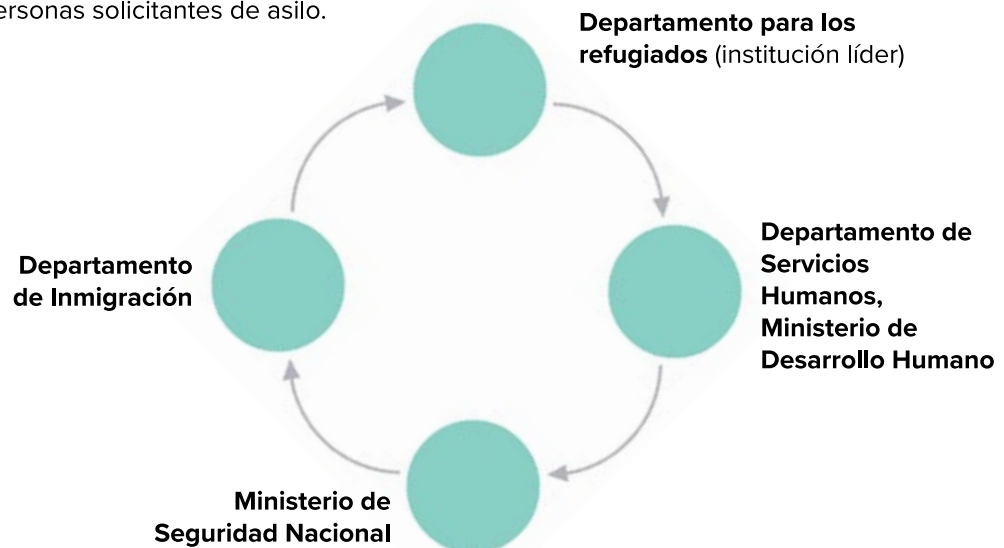 ersonas solicitantes de asilo.
Departamento para los
refugiados (institución líder)
Departamento de
Servicios
Humanos,
Ministerio de
Desarrollo Humano
Departamento
de Inmigración
Ministerio de
Seguridad Nacional